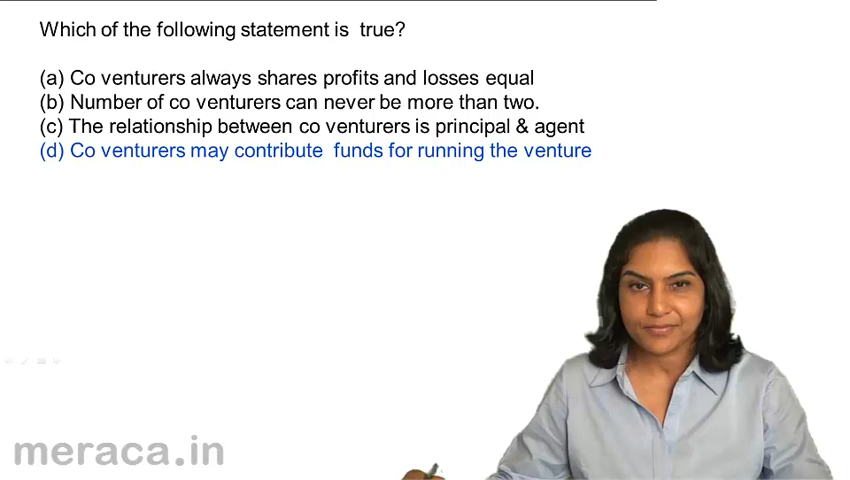 Which of the following statement is true?
(a) Co venturers always shares profits and losses equal
(b) Number of co venturers can never be more than two.
(c) The relationship between co venturers is principal & agent
(d) Co venturers may contribute funds for running the venture
meraca.in